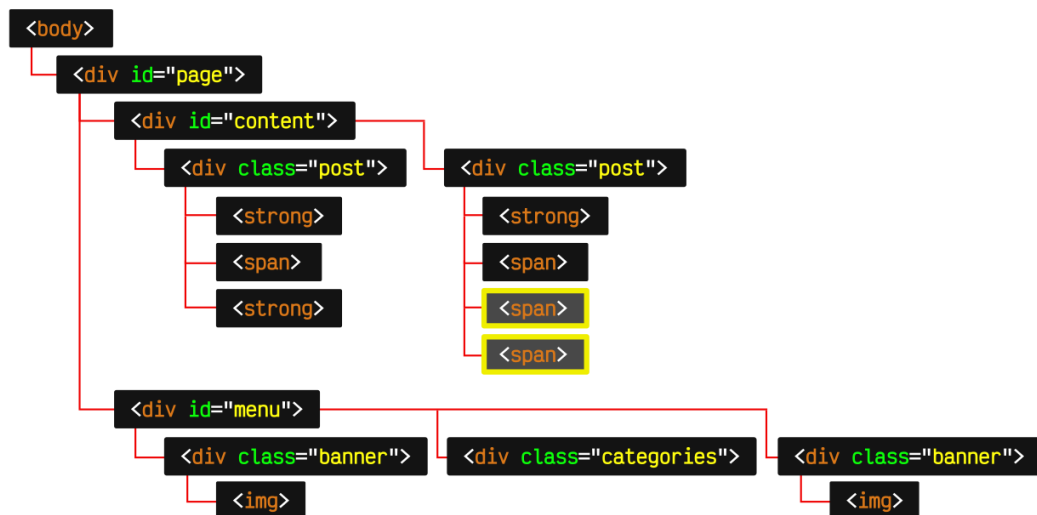 <body>
<div id="page">
<div id="content">
<div class="post"> <div class="post">
<strong> <strong>
<span> <span>
<strong> <span>
<span>
<div id="menu">
<div class="banner"> <div class="categories"> <div class="banner">
<img> <img>